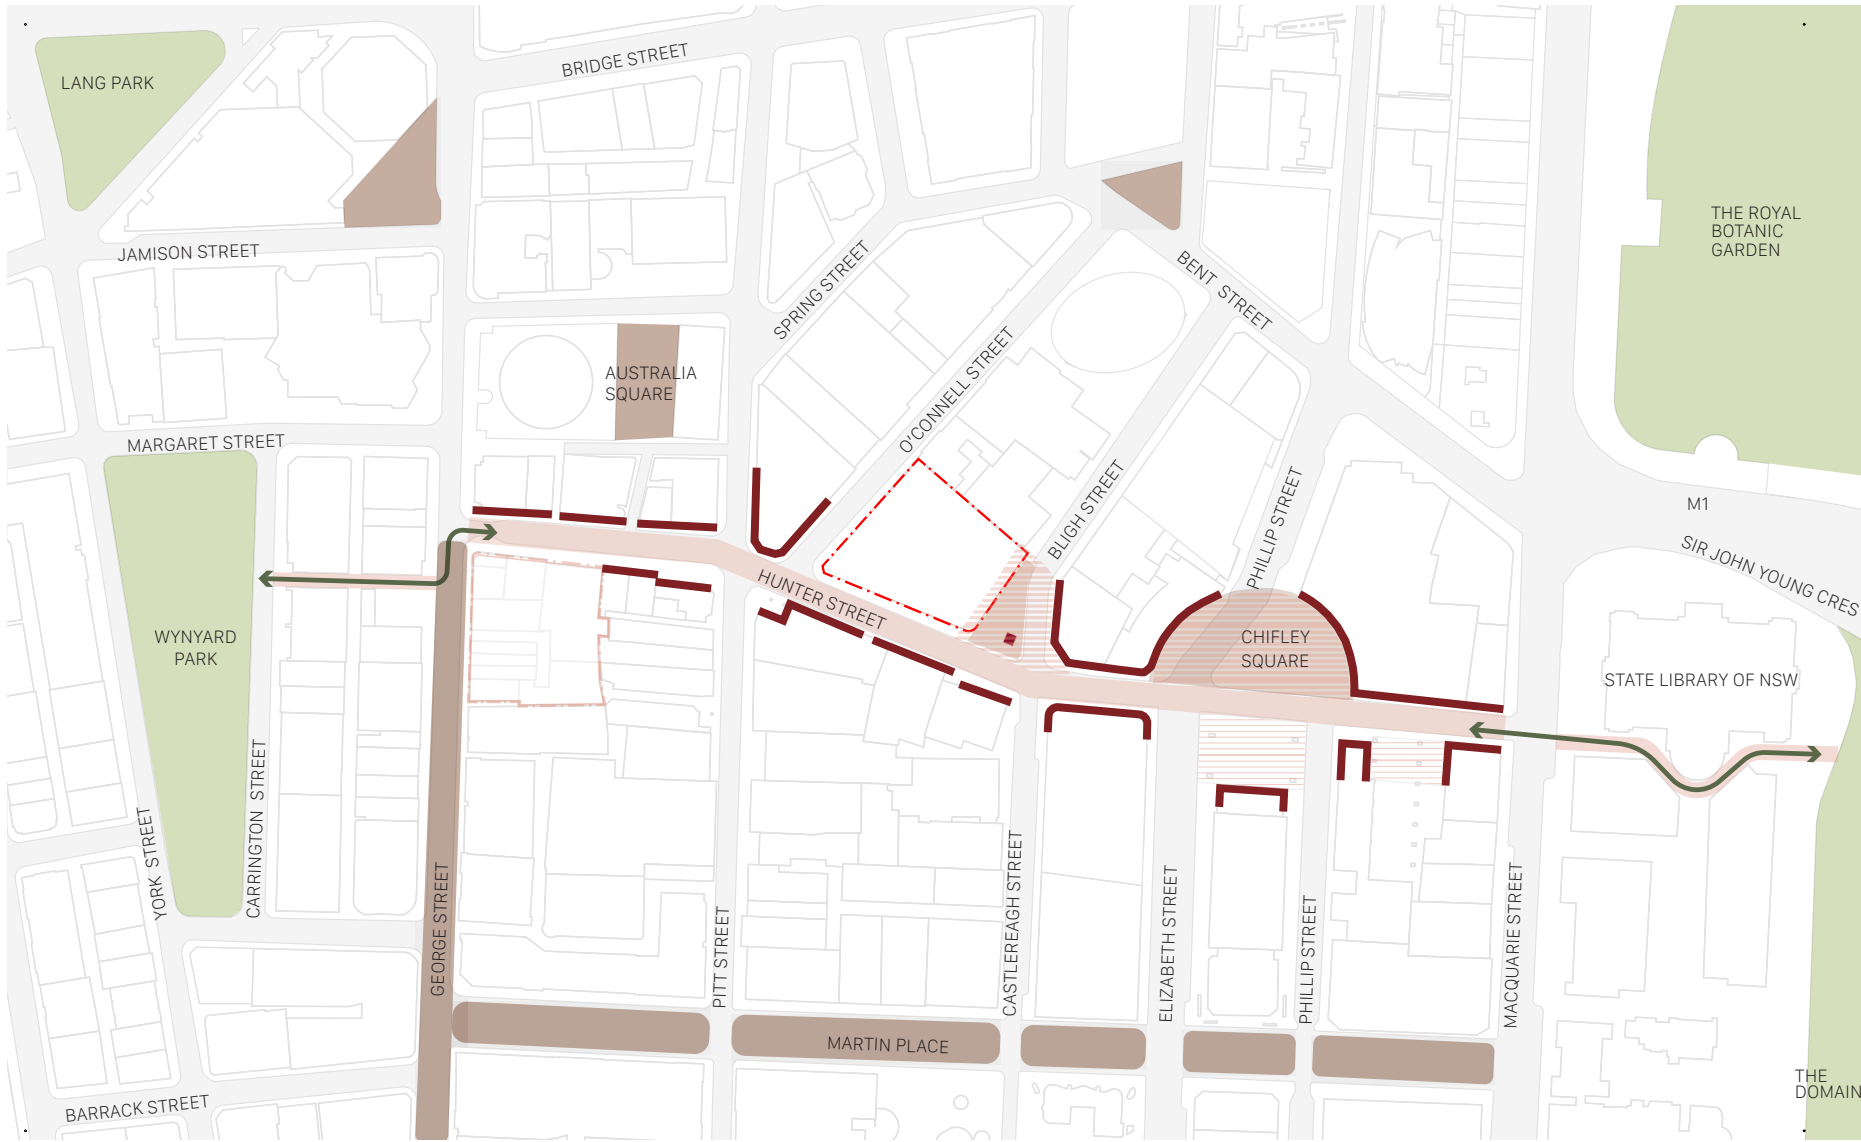 BRIDGE STREET
LANG PARK
THE ROYAL
BOTANIC
GARDEN
JAMISON STREET
SPRING STREET
BENT STREET
AUSTRALIA
SQUARE
O'CONNELL STREET
MARGARET STREET
M1
BLIGH STREET
PHILLIP STREET
SIR JOHN YOUNG CRES
HUNTER STREET
WYNYARD
PARK
CHIFLEY
SQUARE
STATE LIBRARY OF NSW
YORK STREET
CARRINGTON STREET
GEORGE STREET
PITT STREET
CASTLEREAGH STREET
ELIZABETH STREET
PHILLIP STREET
MACQUARIE STREET
MARTIN PLACE
THE
DOMAIN
BARRACK STREET